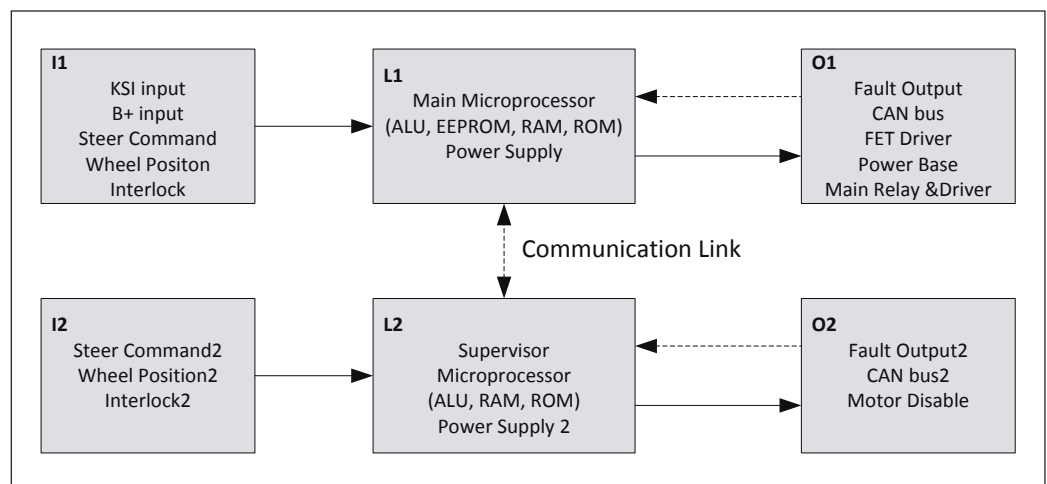 I1
KSI input
B+ input
Steer Command
Wheel Positon
Interlock
L1
Main Microprocessor
(ALU, EEPROM, RAM, ROM)
Power Supply
O1
Fault Output
CAN bus
FET Driver
Power Base
Main Relay &Driver
Communication Link
I2
Steer Command2
Wheel Position2
Interlock2
L2
Supervisor
Microprocessor
(ALU, RAM, ROM)
Power Supply 2
O2
Fault Output2
CAN bus2
Motor Disable